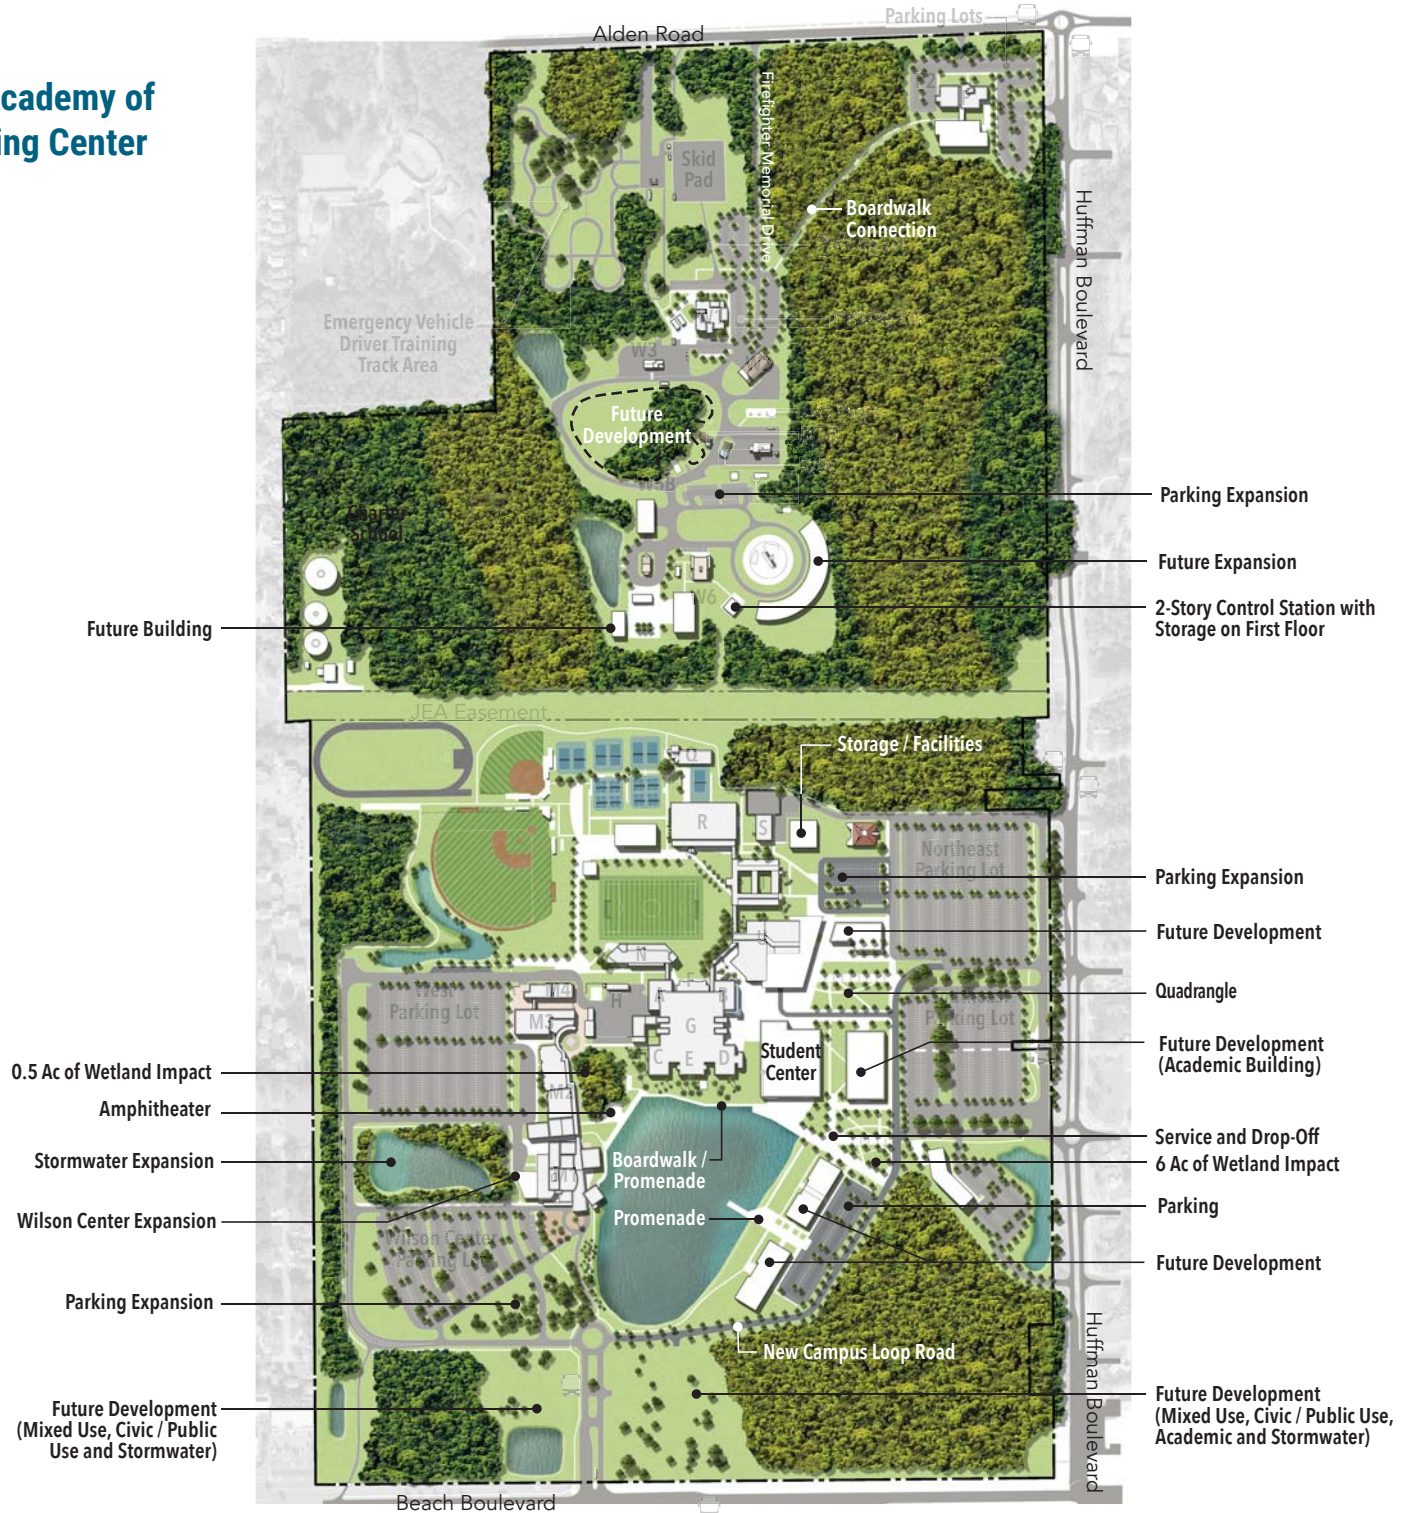 Parking Lots
Alden Road
cademy of
ing Center
Firefighter Memorial Drive
Skid
Pad
Boardwalk
Connection
Huffman Boulevard
Emergency Vehicle
Driver Training
Track Area
W3
Future
Development
W5B
Parking Expansion
Charter
School
Future Expansion
W6
2-Story Control Station with
Storage on First Floor
Future Building
JEA Easement
Storage / Facilities
Q
R
S
Northeast
Parking Lot
Parking Expansion
Future Development
U
N
F
A
B
H
G
C
E
D
M4
M3
West
Parking Lot
Quadrangle
Parking Lot
Student
Center
Future Development
(Academic Building)
0.5 Ac of Wetland Impact
M2
Amphitheater
Service and Drop-Off
Stormwater Expansion
Boardwalk /
Promenade
6 Ac of Wetland Impact
M1
Wilson Center Expansion
Promenade
Parking
Wilson Center
Parking Lot
Future Development
Parking Expansion
New Campus Loop Road
Huffman Boulevard
Future Development
(Mixed Use, Civic / Public
Use and Stormwater)
Future Development
(Mixed Use, Civic / Public Use,
Academic and Stormwater)
Beach Boulevard